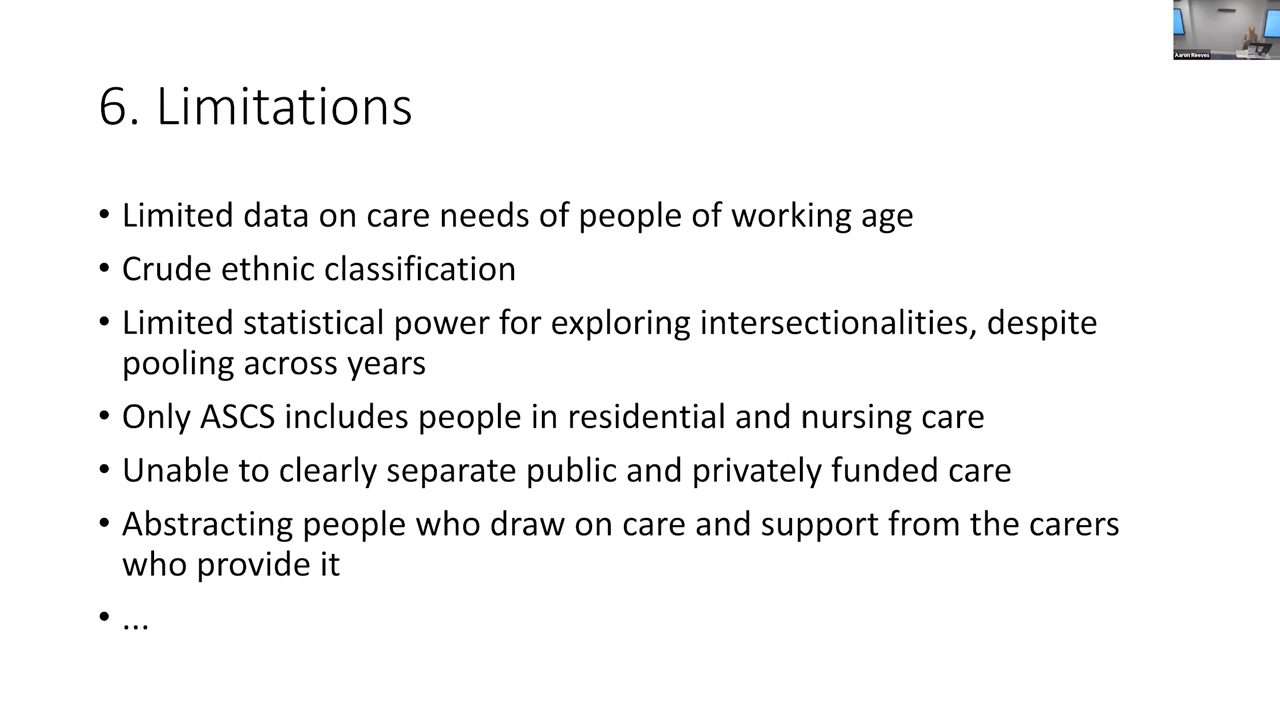 Aaron Reeves
6. Limitations
• Limited data on care needs of people of working age
• Crude ethnic classification
• Limited statistical power for exploring intersectionalities, despite
pooling across years
• Only ASCS includes people in residential and nursing care
• Unable to clearly separate public and privately funded care
• Abstracting people who draw on care and support from the carers
who provide it
• ...